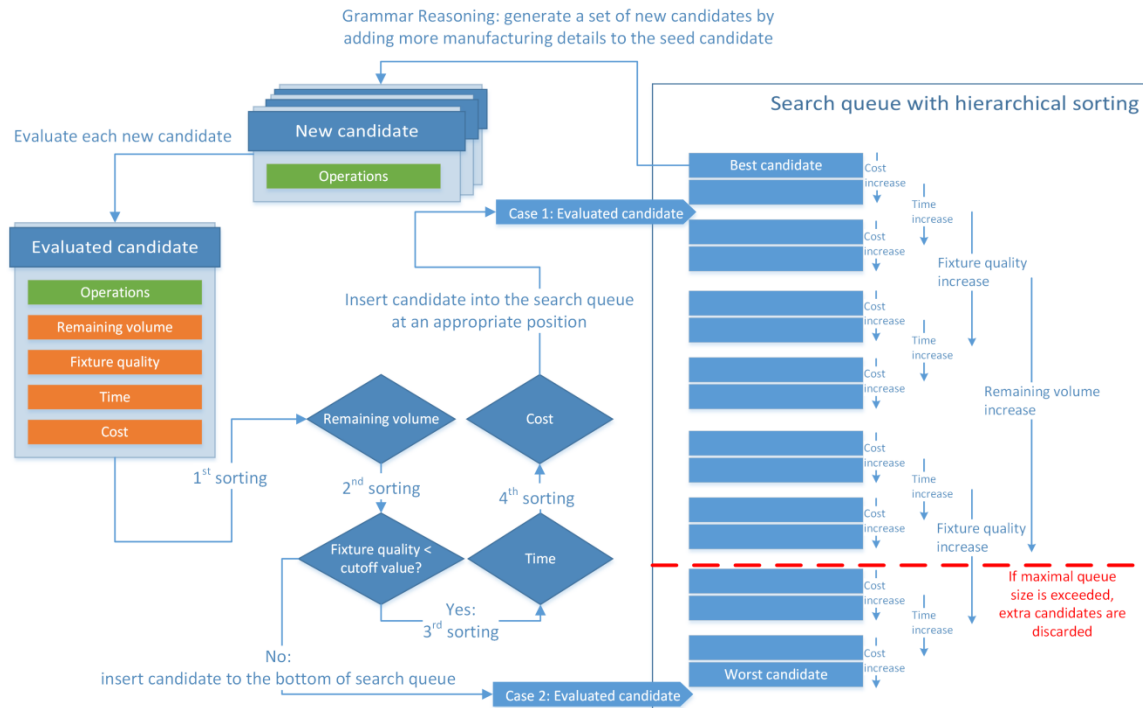 Grammar Reasoning: generate a set of new candidates by
adding more manufacturing details to the seed candidate
Search queue with hierarchical sorting
New candidate
Operations
Evaluate each new candidate
Evaluated candidate
Operations
Remaining volume
Fixture quality
Time
Cost
1st sorting
Remaining volume
2nd sorting
Fixture quality <
cutoff value?
Yes:
3rd sorting
Time
4th sorting
Cost
Insert candidate into the search queue
at an appropriate position
Case 1: Evaluated candidate
No:
insert candidate to the bottom of search queue
Case 2: Evaluated candidate
Best candidate
Cost
increase
Time
increase
Cost
increase
Fixture quality
increase
Cost
increase
Time
increase
Cost
increase
Remaining volume
increase
Cost
increase
Time
increase
Cost
increase
Fixture quality
increase
If maximal queue
size is exceeded,
extra candidates are
discarded
Cost
increase
Time
increase
Cost
increase
Worst candidate